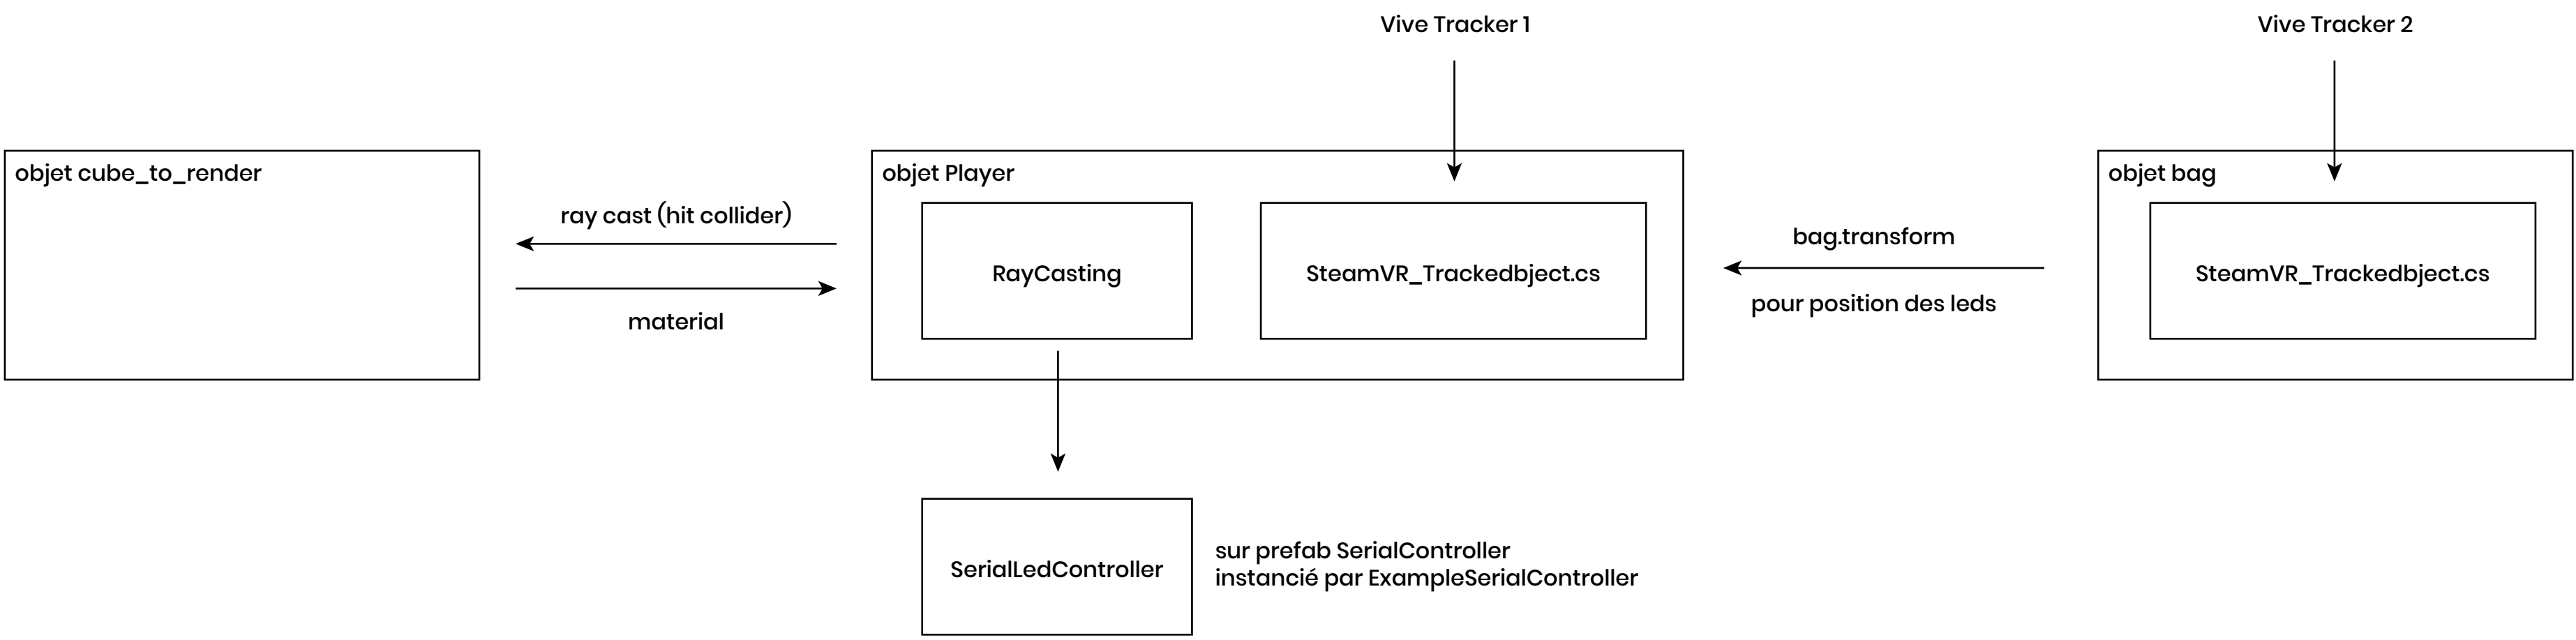 Vive Tracker 1
Vive Tracker 2
objet cube_to_render
ray cast (hit collider)
material
objet Player
RayCasting
SteamVR_Trackedbject.cs
bag.transform
pour position des leds
objet bag
SteamVR_Trackedbject.cs
SerialLedController
sur prefab SerialController
instancié par ExampleSerialController